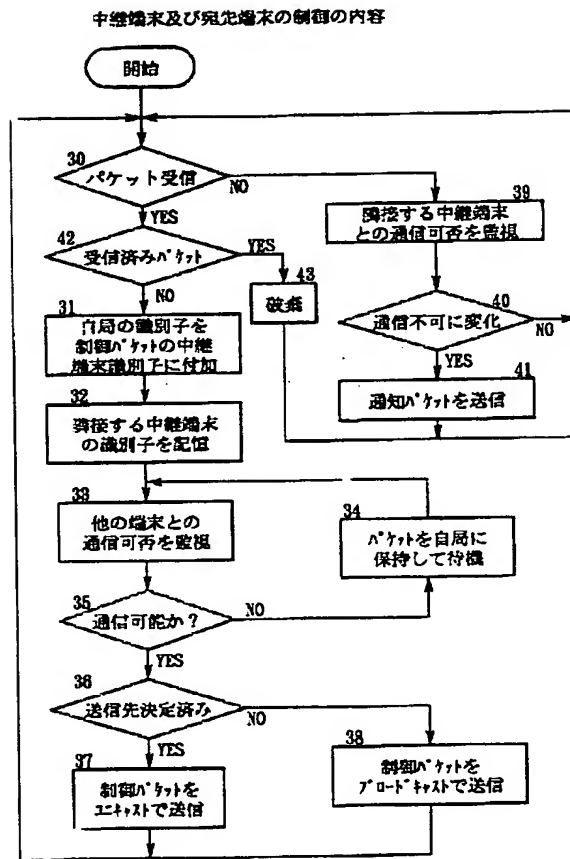 中継端末及び宛先端末の制御の内容
開始
30
パケット受信
NO
YES
42
受信済みパケット
YES
NO
43
破棄
39
隣接する中継端末
との通信可否を監視
40
通信不可に変化
NO
YES
41
通知パケットを送信
31
自局の識別子を
制御パケットの中継
端末識別子に付加
32
隣接する中継端末
の識別子を記憶
33
他の端末との
通信可否を監視
34
パケットを自局に
保持して待機
35
通信可能か?
NO
YES
36
送信先決定済み
NO
YES
37
制御パケットを
ユニキャストで送信
38
制御パケットを
ブロードキャストで送信